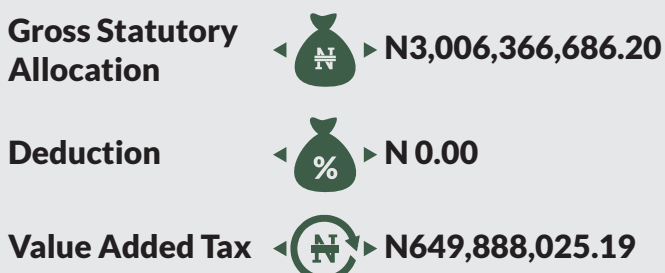 Gross Statutory
Allocation
₦
N3,006,366,686.20
Deduction
%
N 0.00
Value Added Tax
₦
N649,888,025.19